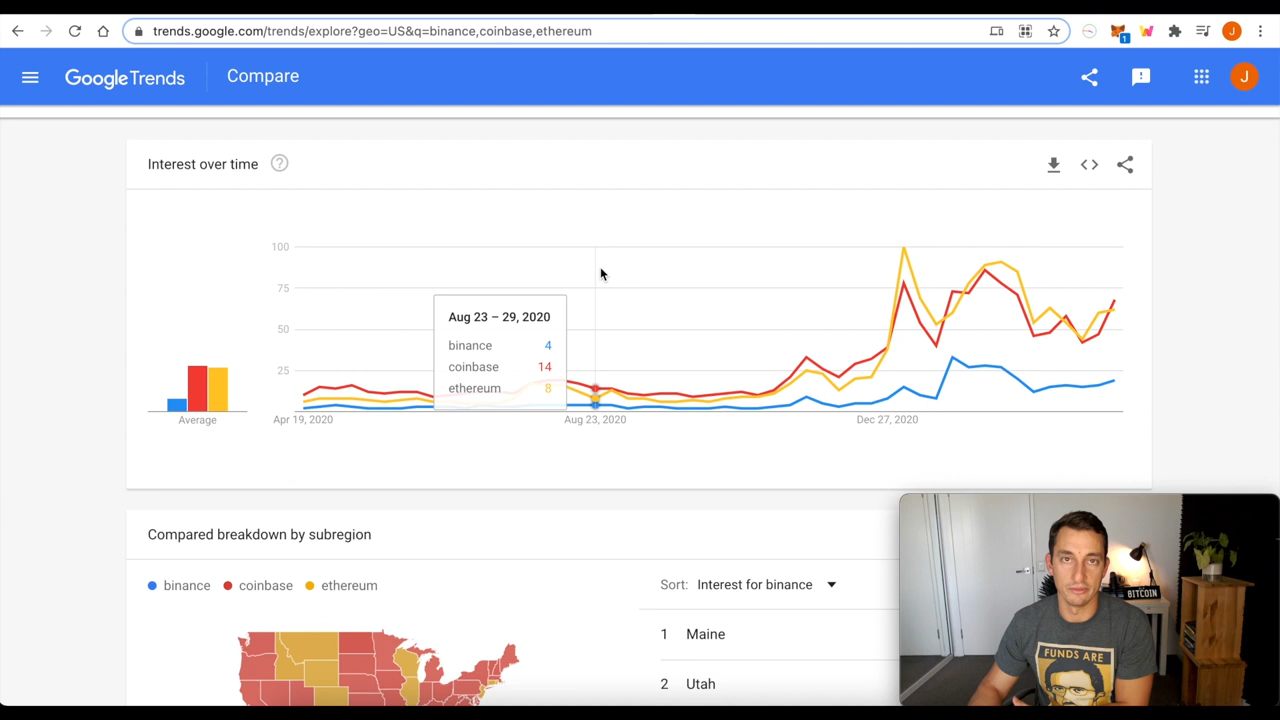 trends.google.com/trends/explore?geo=US&q=binance,coinbase,ethereum
1
J
Google Trends
Compare
J
Interest over time
?
100
75
50
25
Aug 23 – 29, 2020
binance 4
coinbase 14
ethereum 8
Average
Apr 19, 2020
Aug 23, 2020
Dec 27, 2020
Compared breakdown by subregion
binance coinbase ethereum
Sort: Interest for binance
1 Maine
2 Utah
BITCOIN
FUNDS ARE